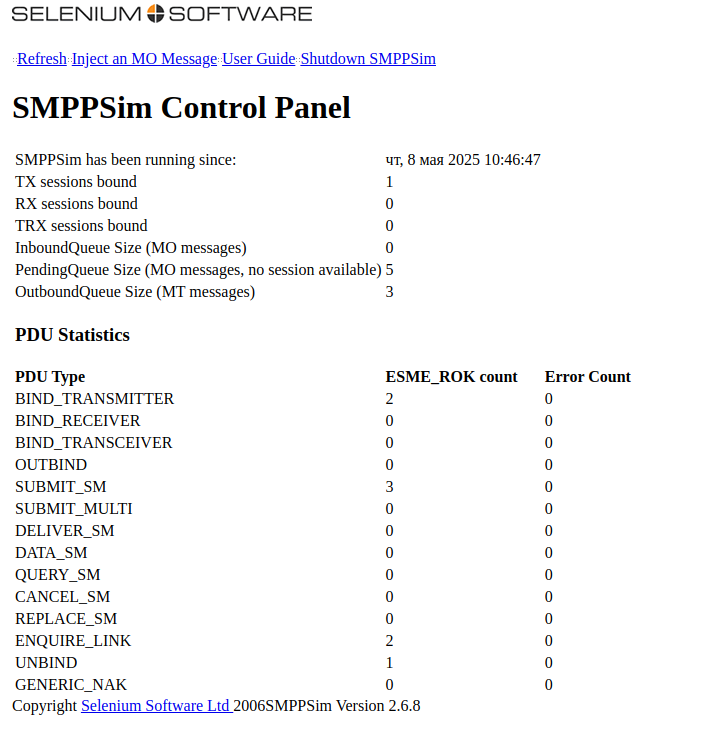 SELENIUM SOFTWARE
Refresh Inject an MO Message User Guide Shutdown SMPPSim
SMPPSim Control Panel
SMPPSim has been running since: чт, 8 мая 2025 10:46:47
TX sessions bound 1
RX sessions bound 0
TRX sessions bound 0
InboundQueue Size (MO messages) 0
PendingQueue Size (MO messages, no session available) 5
OutboundQueue Size (MT messages) 3
PDU Statistics
PDU Type ESME_ROK count Error Count
BIND_TRANSMITTER 2 0
BIND_RECEIVER 0 0
BIND_TRANSCEIVER 0 0
OUTBIND 0 0
SUBMIT_SM 3 0
SUBMIT_MULTI 0 0
DELIVER_SM 0 0
DATA_SM 0 0
QUERY_SM 0 0
CANCEL_SM 0 0
REPLACE_SM 0 0
ENQUIRE_LINK 2 0
UNBIND 1 0
GENERIC_NAK 0 0
Copyright Selenium Software Ltd 2006SMPPSim Version 2.6.8